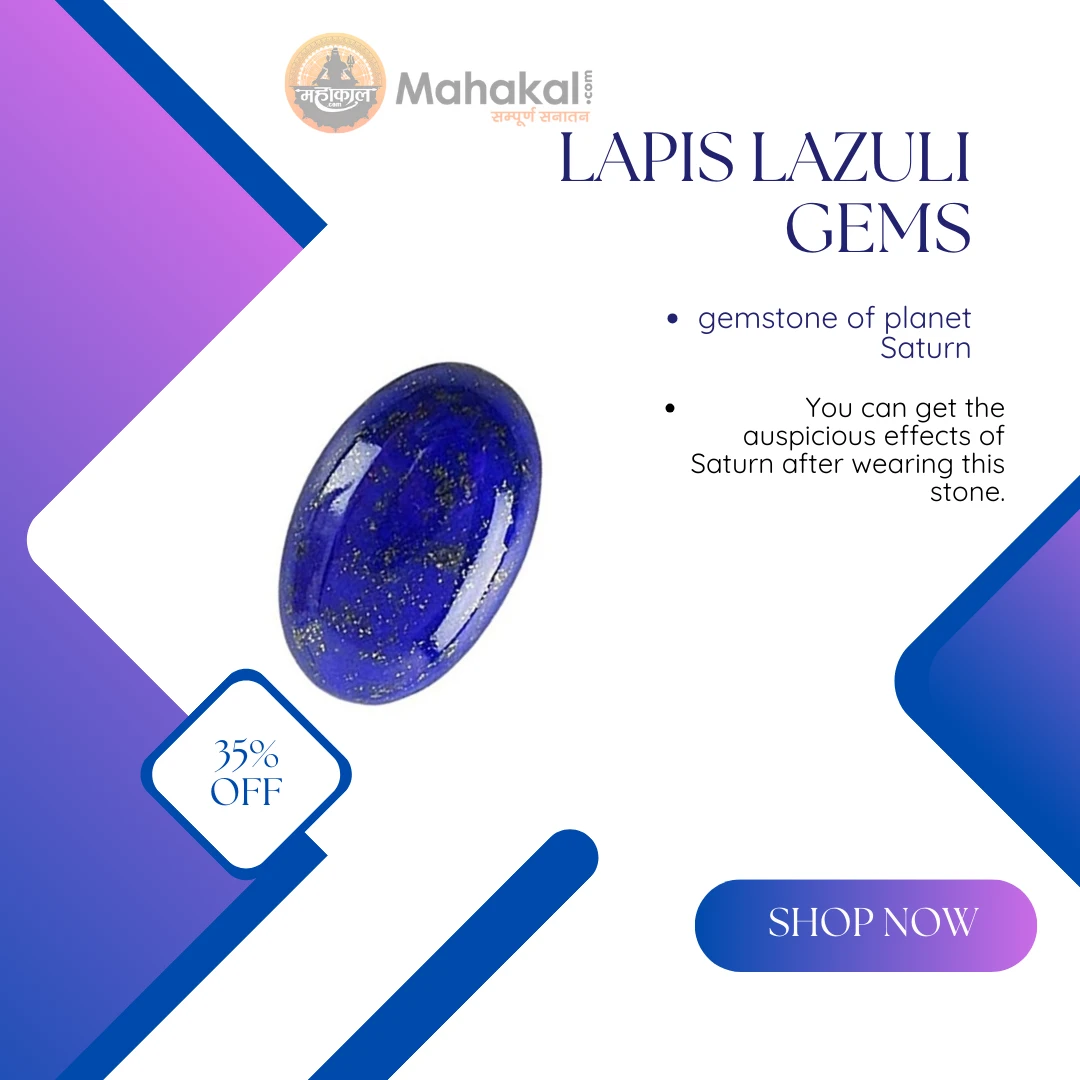 महाकाल
.com
Mahakal.com
सम्पूर्ण सनातन
LAPIS LAZULI
GEMS
• gemstone of planet
Saturn
• You can get the
auspicious effects of
Saturn after wearing this
stone.
35%
OFF
SHOP NOW